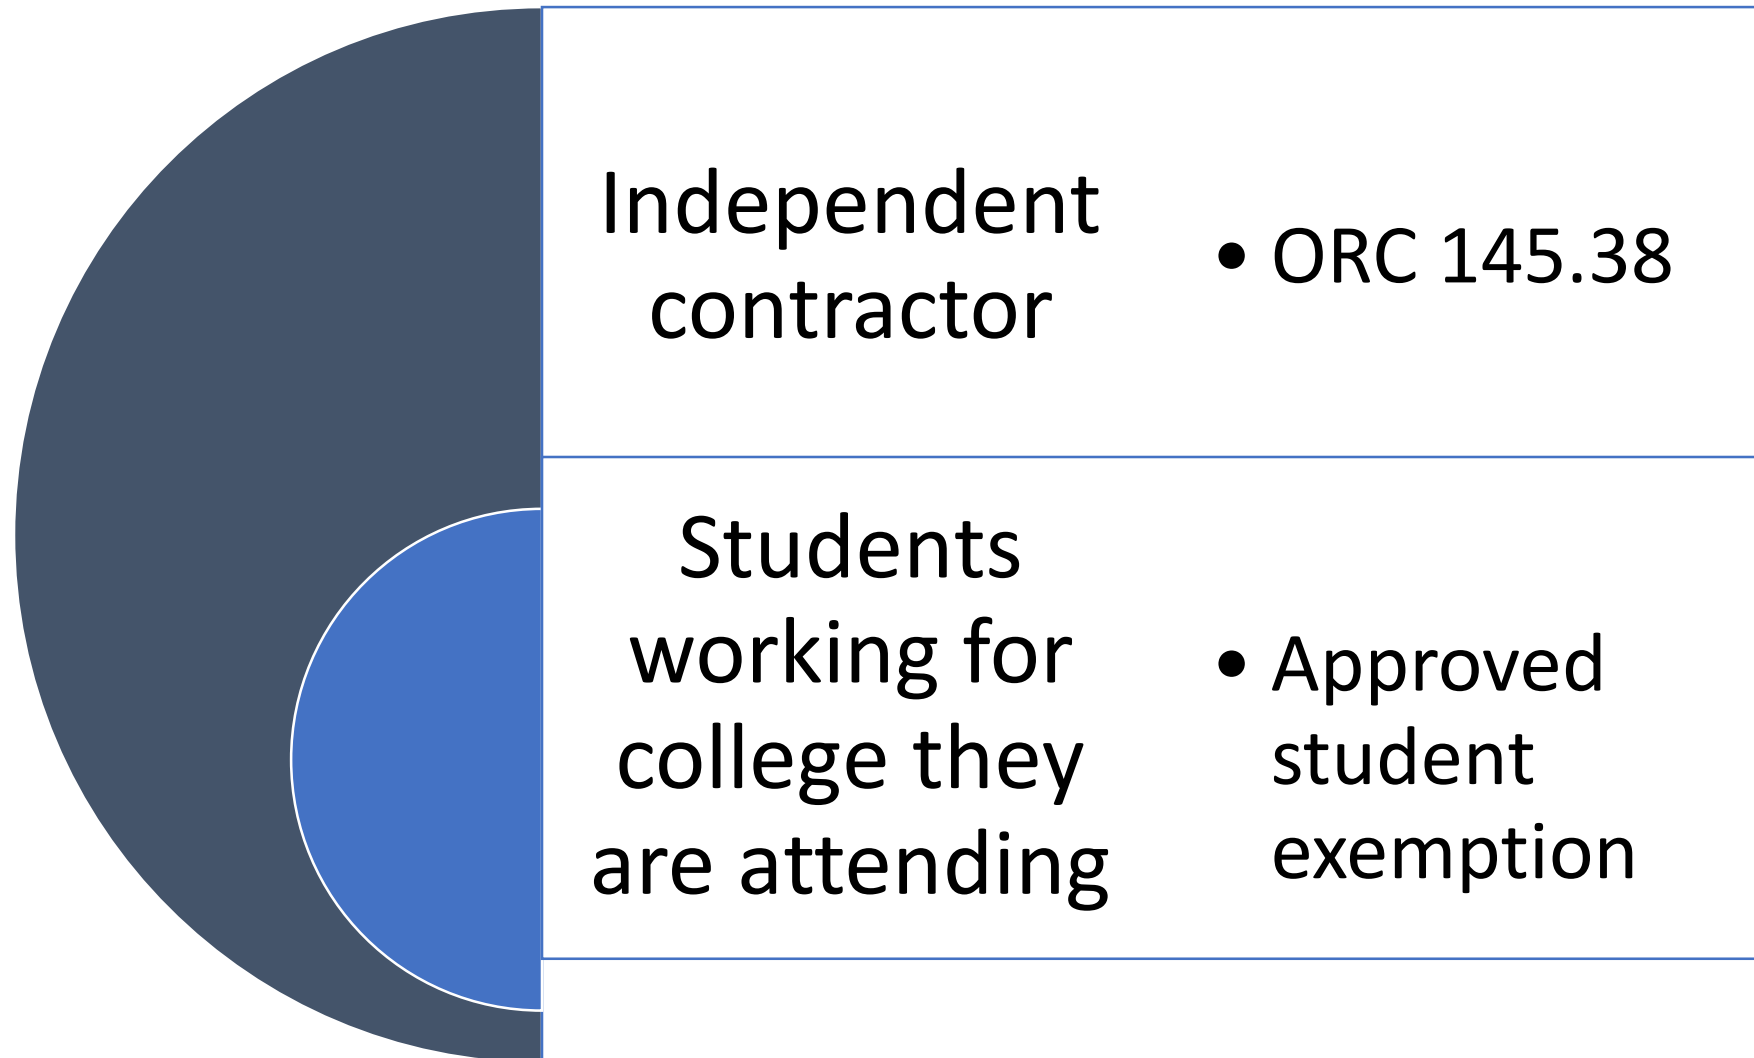 Independent
contractor
• ORC 145.38
Students
working for
college they
are attending
• Approved
student
exemption